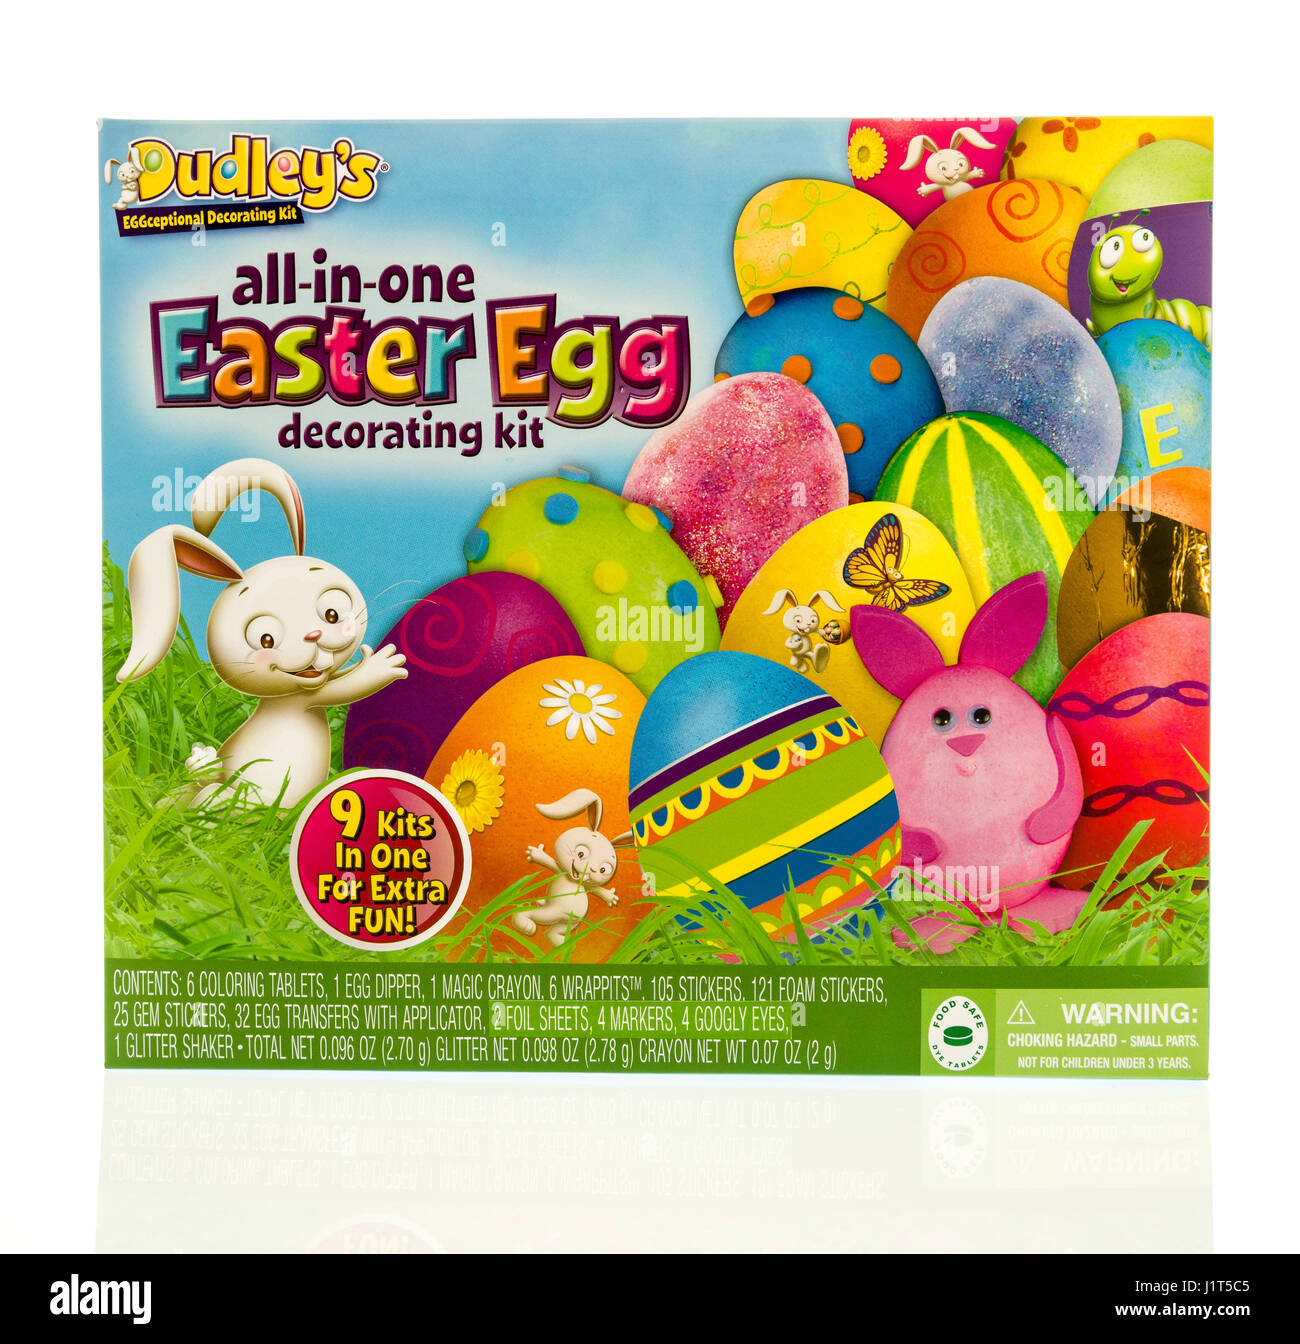 Dudley's®
EGGceptional Decorating Kit
all-in-one
Easter Egg
decorating kit
E
9 Kits
In One
For Extra
FUN!
CONTENTS: 6 COLORING TABLETS, 1 EGG DIPPER, 1 MAGIC CRAYON, 6 WRAPPITS™, 105 STICKERS, 121 FOAM STICKERS,
25 GEM STICKERS, 32 EGG TRANSFERS WITH APPLICATOR, 2 FOIL SHEETS, 4 MARKERS, 4 GOOGLY EYES,
1 GLITTER SHAKER • TOTAL NET 0.096 OZ (2.70 g) GLITTER NET 0.098 OZ (2.78 g) CRAYON NET WT 0.07 OZ (2 g)
FOOD SAFE
DYE TABLETS
WARNING:
CHOKING HAZARD - SMALL PARTS.
NOT FOR CHILDREN UNDER 3 YEARS.
alamy
Image ID: J1T5C5
www.alamy.com